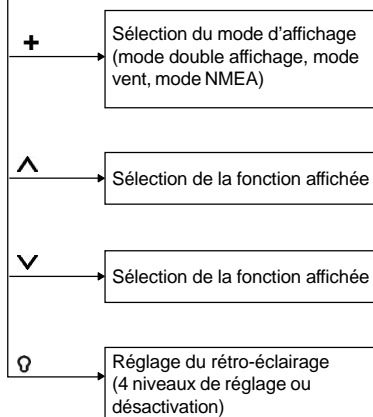 +
Sélection du mode d’affichage
(mode double affichage, mode
vent, mode NMEA)
Sélection de la fonction affichée
Sélection de la fonction affichée
Réglage du rétro-éclairage
(4 niveaux de réglage ou
désactivation)